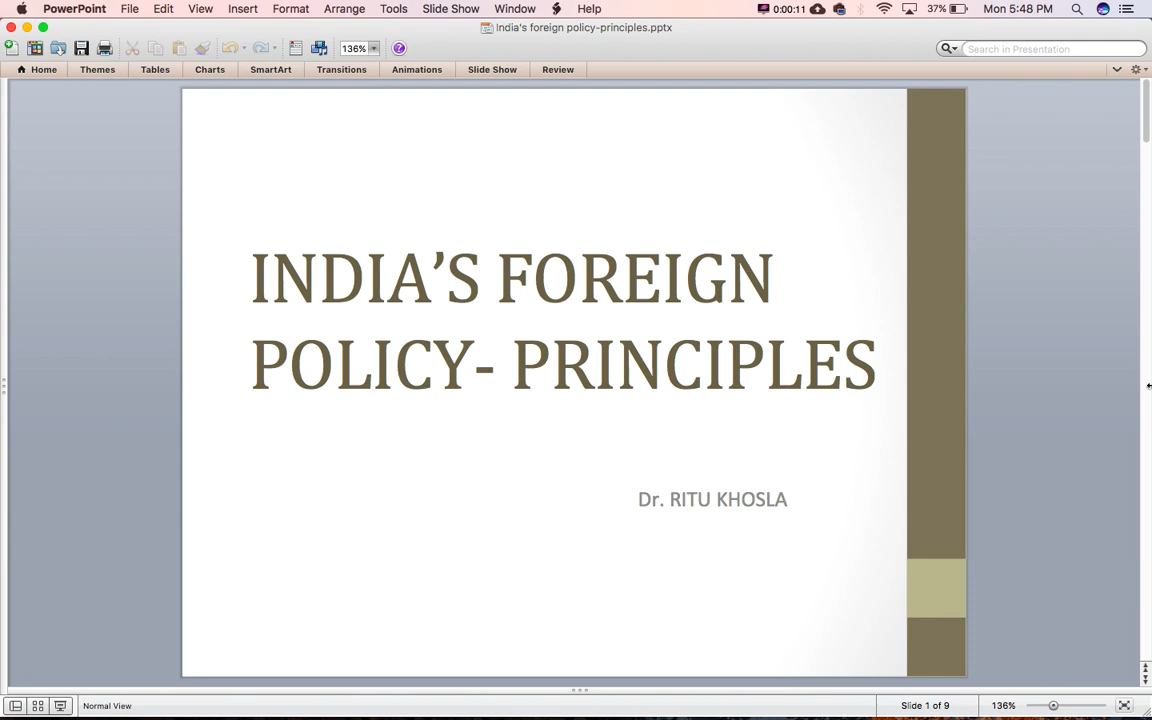 PowerPoint File Edit View Insert Format Arrange Tools Slide Show Window Help 0:00:11 37% Mon 5:48 PM
India's foreign policy-principles.pptx
136% Search in Presentation
Home Themes Tables Charts SmartArt Transitions Animations Slide Show Review
INDIA’S FOREIGN
POLICY- PRINCIPLES
Dr. RITU KHOSLA
Normal View Slide 1 of 9 136%